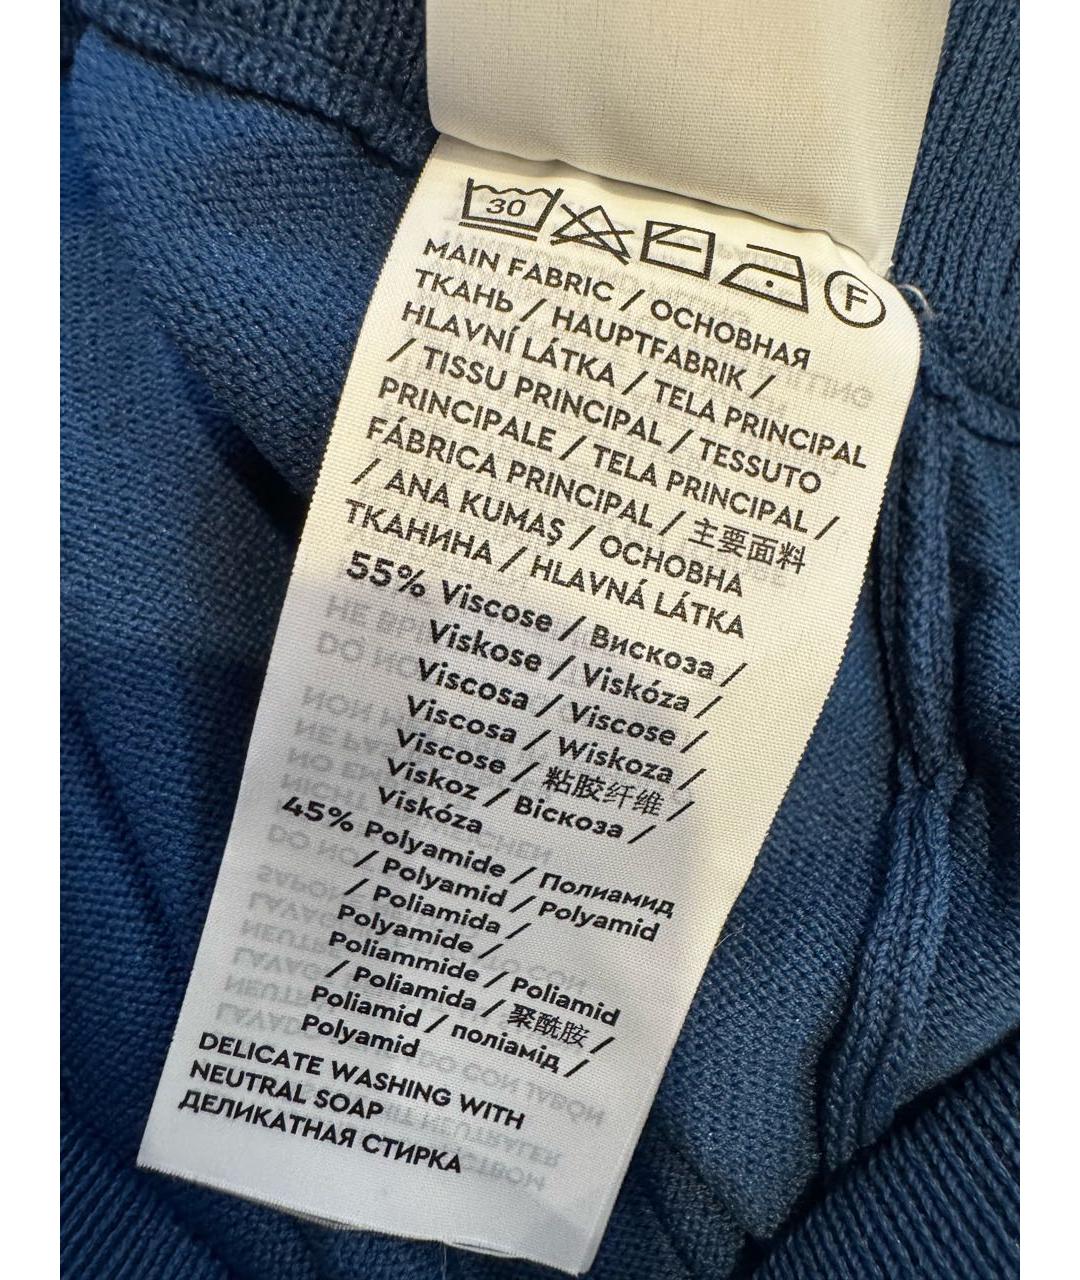 30
F
MAIN FABRIC / ОСНОВНАЯ
ТКАНЬ / HAUPTFABRIK /
HLAVNÍ LÁTKA / TELA PRINCIPAL
/ TISSU PRINCIPAL / TESSUTO
PRINCIPALE / TELA PRINCIPAL /
FÁBRICA PRINCIPAL / 主要面料
/ ANA KUMAŞ / ОСНОВНА
ТКАНИНА / HLAVNÁ LÁTKA
55% Viscose / Вискоза /
Viskose / Viskóza /
Viscosa / Viscose /
Viscosa / Wiskoza /
Viscose / 粘胶纤维 /
Viskoz / Віскоза /
Viskóza
45% Polyamide / Полиамид
/ Polyamid / Polyamid
/ Poliamida /
Polyamide /
Poliammide / Poliamid
/ Poliamida / 聚酰胺 /
Poliamid / поліамід /
Polyamid
DELICATE WASHING WITH
NEUTRAL SOAP
ДЕЛИКАТНАЯ СТИРКА